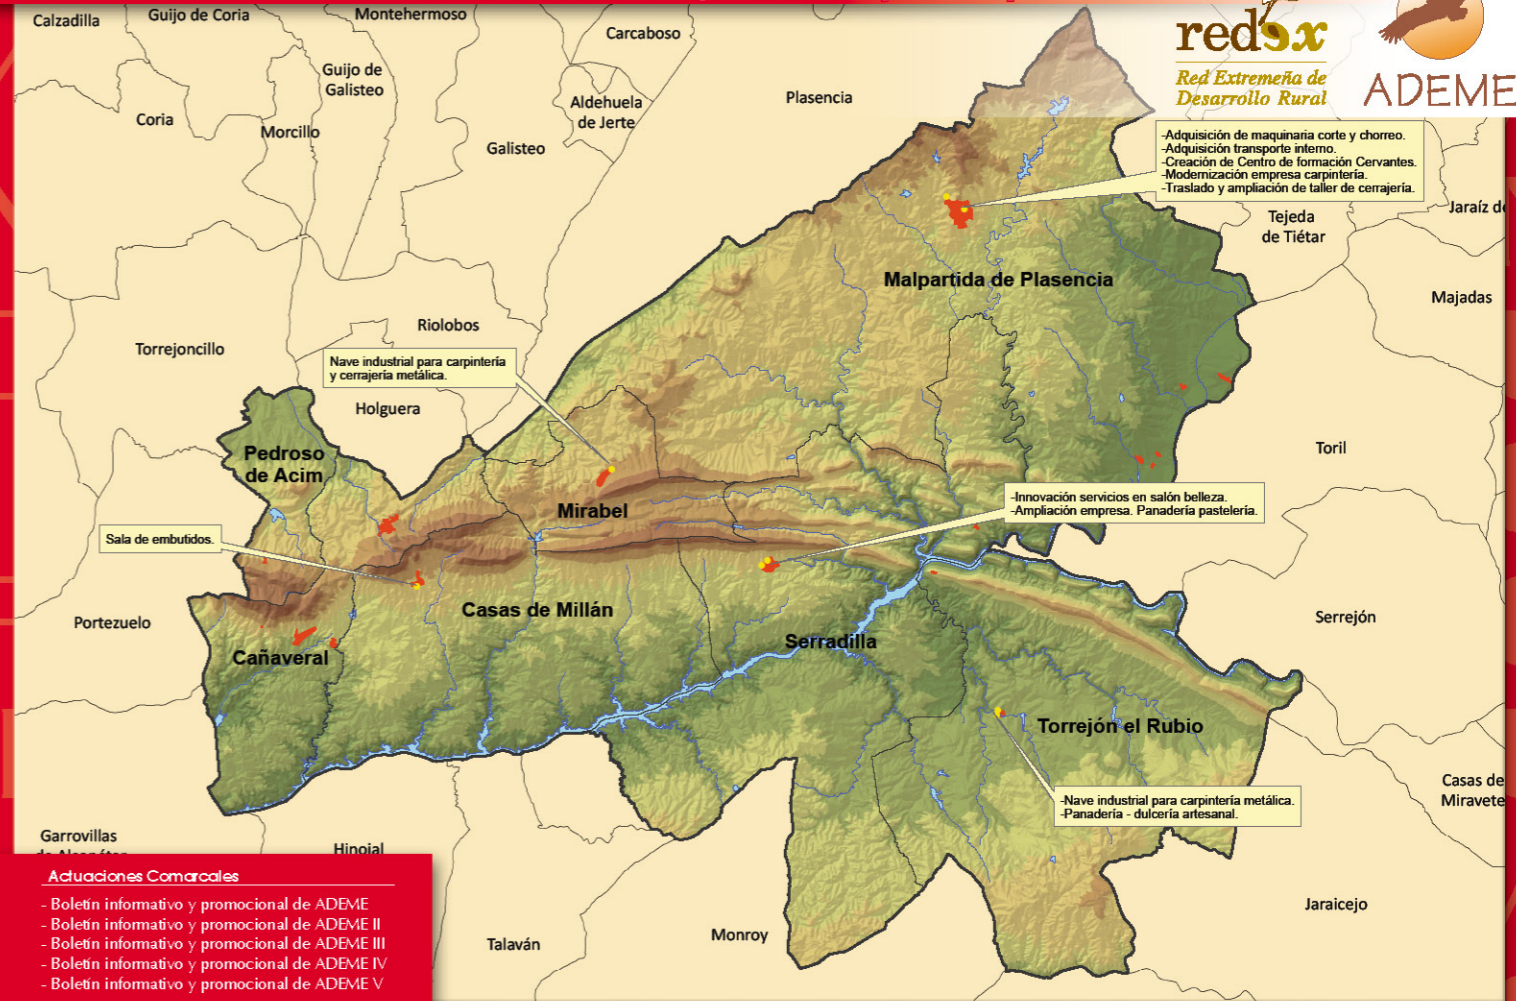 Calzadilla
Guijo de Coria
Montehermoso
Carcaboso
redex
Red Extremeña de
Desarrollo Rural
ADEME
Guijo de
Galisteo
Aldehuela
de Jerte
Plasencia
Coria
Morcillo
Galisteo
-Adquisición de maquinaria corte y chorreo.
-Adquisición transporte interno.
-Creación de Centro de formación Cervantes.
-Modernización empresa carpintería.
-Traslado y ampliación de taller de cerrajería.
Tejeda
de Tiétar
Jaraíz
Malpartida de Plasencia
Majadas
Riolobos
Torrejoncillo
Nave industrial para carpintería
y cerrajería metálica.
Holguera
Pedroso
de Acim
Toril
Mirabel
-Innovación servicios en salón belleza.
-Ampliación empresa. Panadería pastelería.
Sala de embutidos.
Casas de Millán
Portezuelo
Serrejón
Cañaveral
Serradilla
Torrejón el Rubio
-Nave industrial para carpintería metálica.
-Panadería - dulcería artesanal.
Casas de
Miravete
Garrovillas
Hinojal
Actuaciones Comarcales
- Boletín informativo y promocional de ADEME
- Boletín informativo y promocional de ADEME II
- Boletín informativo y promocional de ADEME III
- Boletín informativo y promocional de ADEME IV
- Boletín informativo y promocional de ADEME V
Talaván
Monroy
Jaraicejo